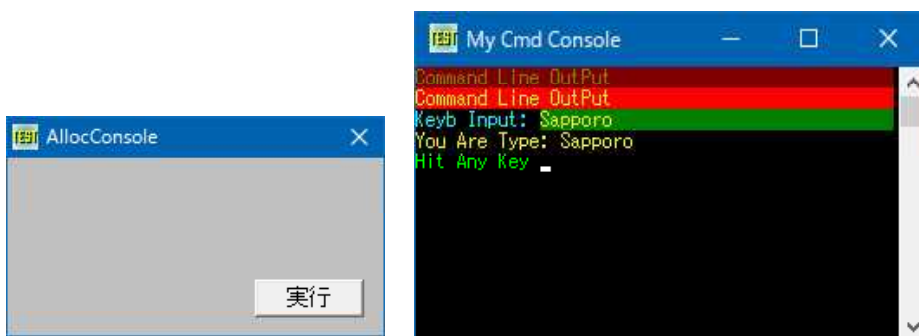 TEST AllocConsole
実行
TEST My Cmd Console
Command Line OutPut
Command Line OutPut
Keyb Input: Sapporo
You Are Type: Sapporo
Hit Any Key